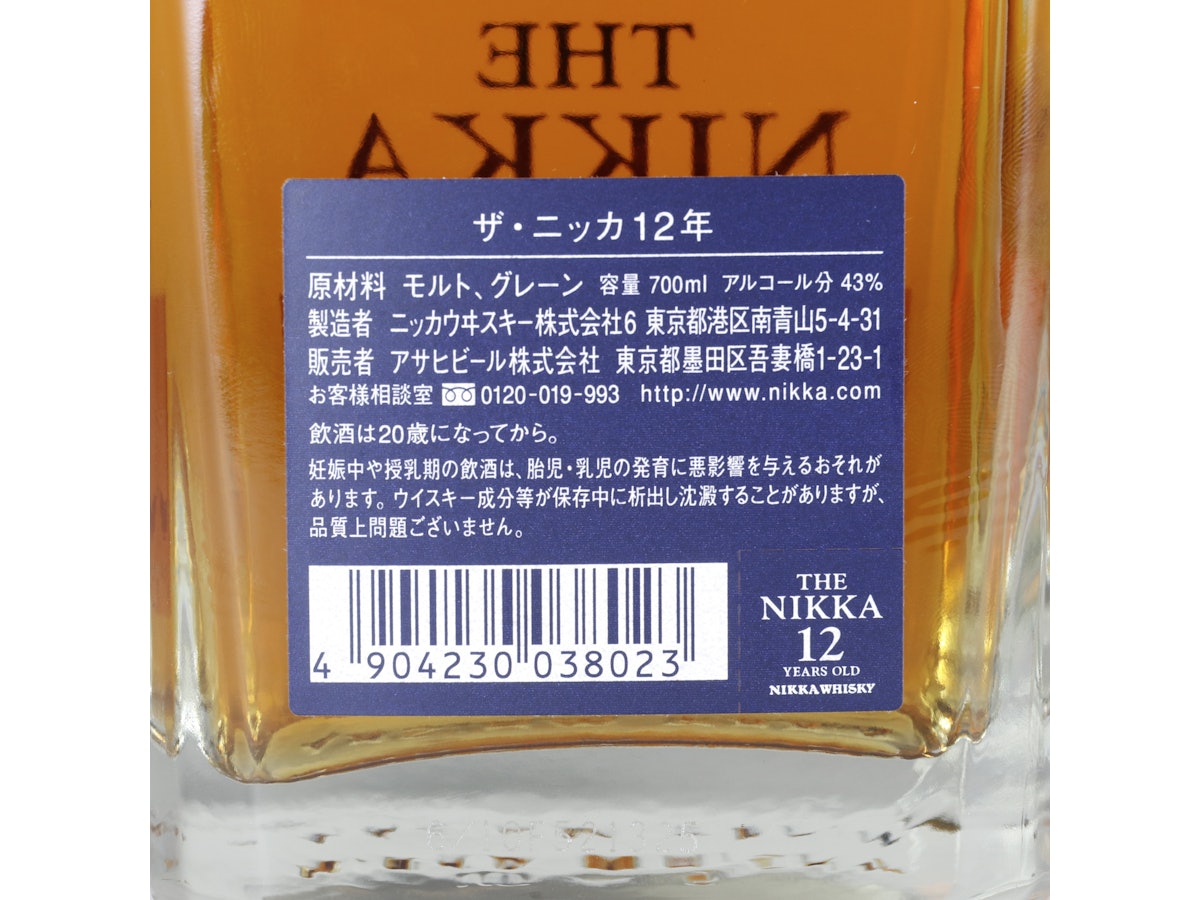 THE
NIKKA
ザ・ニッカ12年
原材料 モルト、グレーン 容量 700ml アルコール分 43%
製造者 ニッカウヰスキー株式会社6 東京都港区南青山5-4-31
販売者 アサヒビール株式会社 東京都墨田区吾妻橋1-23-1
お客様相談室 0120-019-993 http://www.nikka.com
飲酒は20歳になってから。
妊娠中や授乳期の飲酒は、胎児・乳児の発育に悪影響を与えるおそれが
あります。ウイスキー成分等が保存中に析出し沈澱することがありますが、
品質上問題ございません。
4 904230 038023
THE
NIKKA
12
YEARS OLD
NIKKA WHISKY